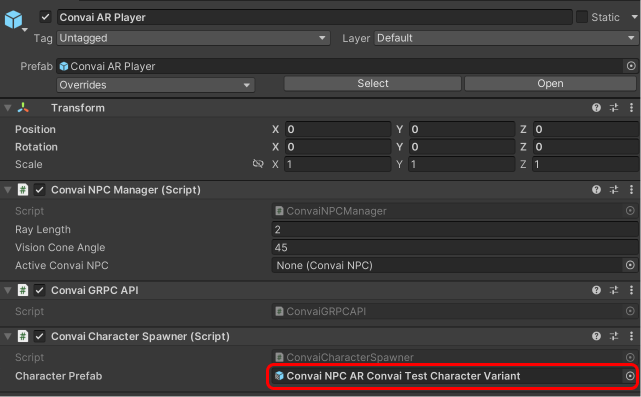 Convai AR Player Static
Tag Untagged Layer Default
Prefab Convai AR Player
Overrides Select Open
Transform
Position X 0 Y 0 Z 0
Rotation X 0 Y 0 Z 0
Scale X 1 Y 1 Z 1
# Convai NPC Manager (Script)
Script # ConvaiNPCManager
Ray Length 2
Vision Cone Angle 45
Active Convai NPC None (Convai NPC)
# Convai GRPC API
Script # ConvaiGRPCAPI
# Convai Character Spawner (Script)
Script # ConvaiCharacterSpawner
Character Prefab Convai NPC AR Convai Test Character Variant